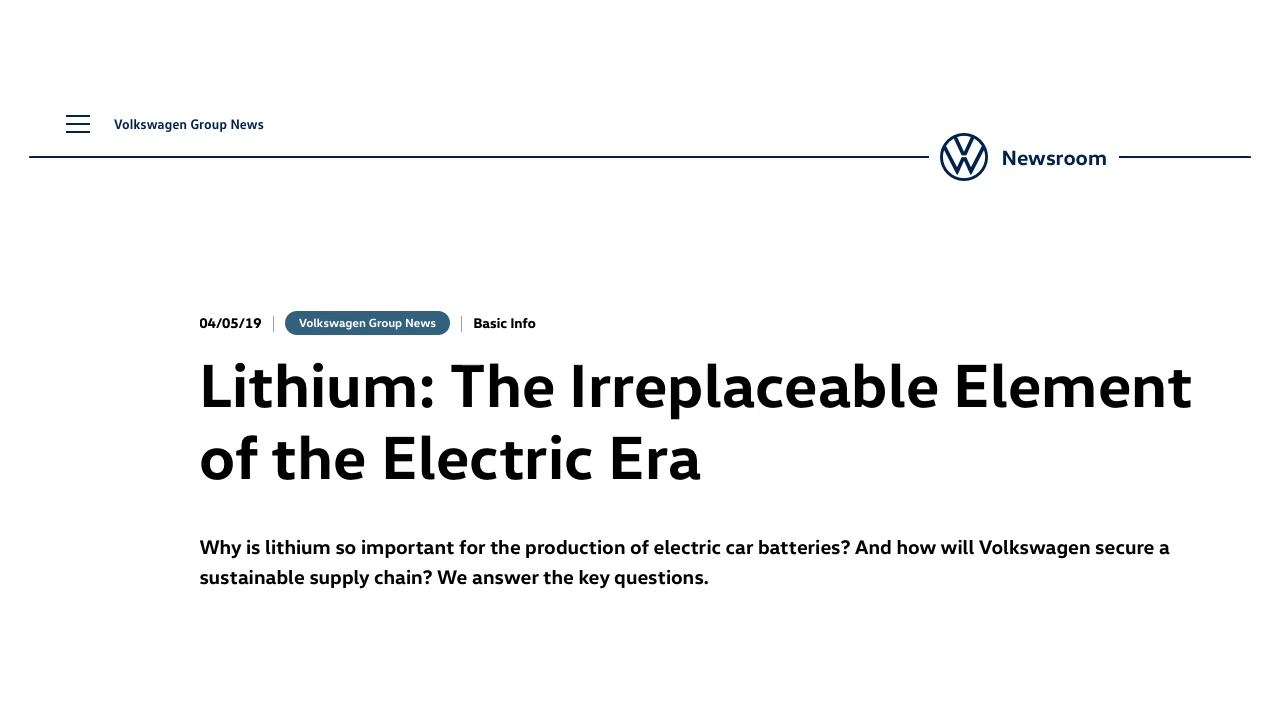 Volkswagen Group News
Newsroom
04/05/19
Volkswagen Group News
Basic Info
Lithium: The Irreplaceable Element
of the Electric Era
Why is lithium so important for the production of electric car batteries? And how will Volkswagen secure a
sustainable supply chain? We answer the key questions.